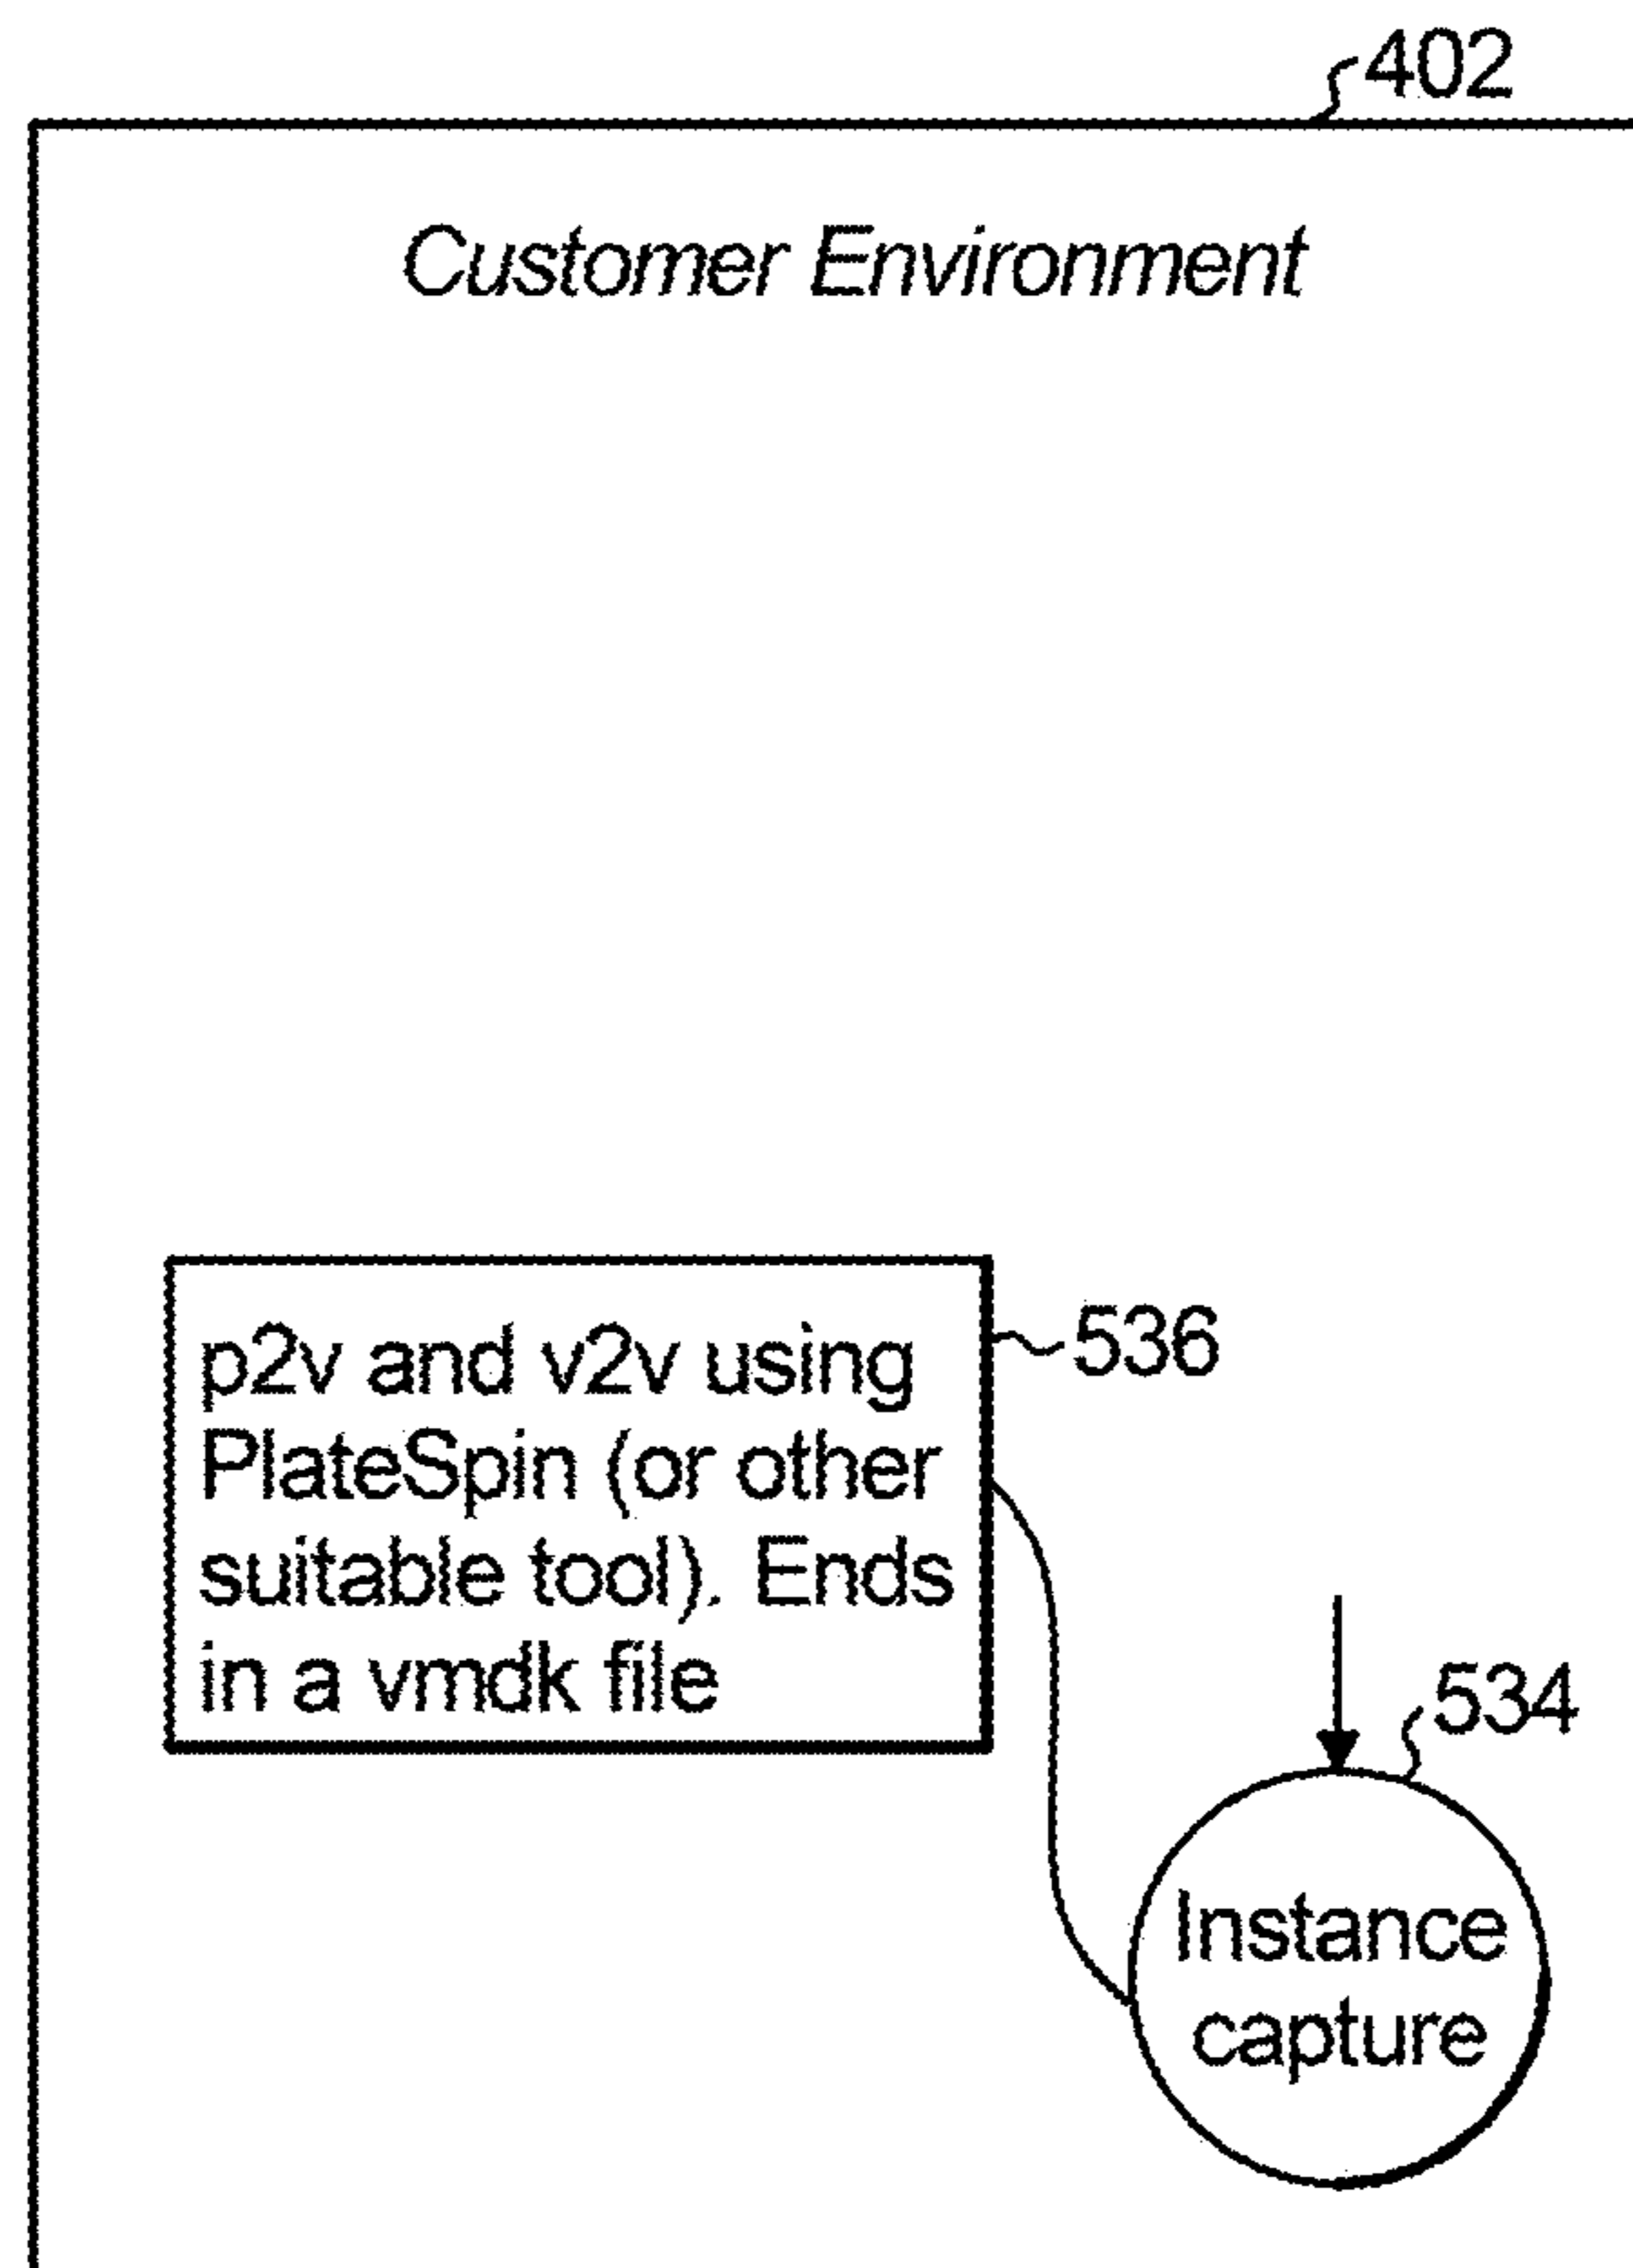 402
Customer Environment
p2v and v2v using
PlateSpin (or other
suitable tool). Ends
in a vmdk file
536
534
Instance
capture